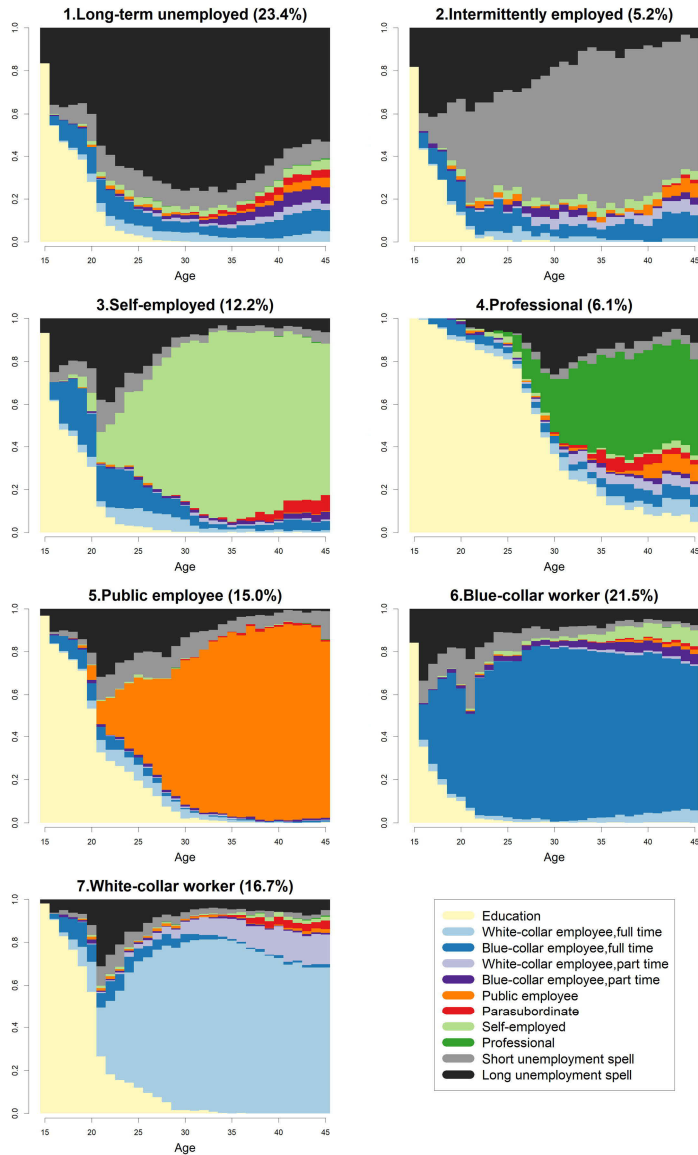 1.Long-term unemployed (23.4%)
0.0 0.2 0.4 0.6 0.8 1.0
15 20 25 30 35 40 45
Age
2.Intermittently employed (5.2%)
0.0 0.2 0.4 0.6 0.8 1.0
15 20 25 30 35 40 45
Age
3.Self-employed (12.2%)
0.0 0.2 0.4 0.6 0.8 1.0
15 20 25 30 35 40 45
Age
4.Professional (6.1%)
0.0 0.2 0.4 0.6 0.8 1.0
15 20 25 30 35 40 45
Age
5.Public employee (15.0%)
0.0 0.2 0.4 0.6 0.8 1.0
15 20 25 30 35 40 45
Age
6.Blue-collar worker (21.5%)
0.0 0.2 0.4 0.6 0.8 1.0
15 20 25 30 35 40 45
Age
7.White-collar worker (16.7%)
0.0 0.2 0.4 0.6 0.8 1.0
15 20 25 30 35 40 45
Age
Education
White-collar employee,full time
Blue-collar employee,full time
White-collar employee,part time
Blue-collar employee,part time
Public employee
Parasubordinate
Self-employed
Professional
Short unemployment spell
Long unemployment spell